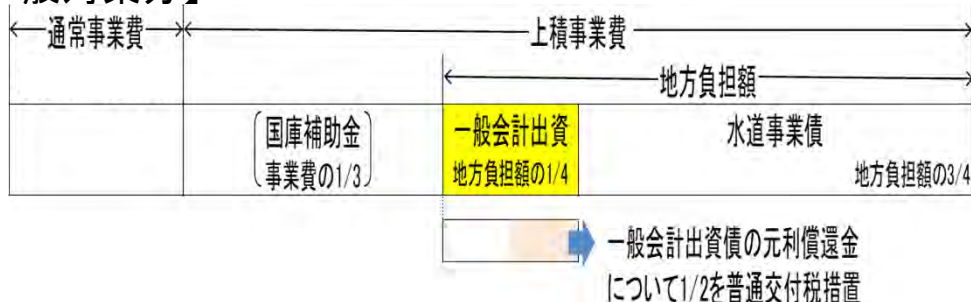 通常事業費
上積事業費
地方負担額
国庫補助金
事業費の1/3
一般会計出資
地方負担額の1/4
水道事業債
地方負担額の3/4
一般会計出資債の元利償還金
について1/2を普通交付税措置